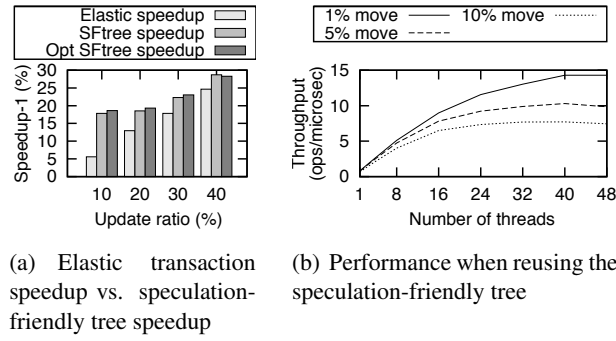 Elastic speedup
SFtree speedup
Opt SFtree speedup
Speedup-1 (%)
30
25
20
15
10
5
0
10 20 30 40
Update ratio (%)
(a) Elastic transaction
speedup vs. speculation-
friendly tree speedup
1% move 10% move
5% move
Throughput
(ops/microsec)
15
10
5
0
1 8 16 24 32 40 48
Number of threads
(b) Performance when reusing the
speculation-friendly tree